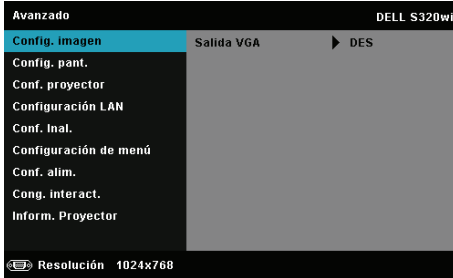 Avanzado DELL S320wi
Config. imagen Salida VGA DES
Config. pant.
Conf. proyector
Configuración LAN
Conf. Inal.
Configuración de menú
Conf. alim.
Cong. interact.
Inform. Proyector
Resolución 1024x768